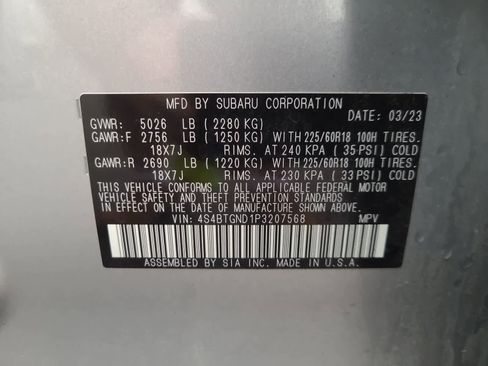 MFD BY SUBARU CORPORATION
DATE: 03/23
GVWR: 5026 LB ( 2280 KG)
GAWR:F 2756 LB ( 1250 KG) WITH 225/60R18 100H TIRES.
18X7J RIMS. AT 240 KPA ( 35 PSI) COLD
GAWR:R 2690 LB ( 1220 KG) WITH 225/60R18 100H TIRES.
18X7J RIMS. AT 230 KPA ( 33 PSI) COLD
THIS VEHICLE CONFORMS TO ALL APPLICABLE FEDERAL MOTOR
VEHICLE SAFETY AND THEFT PREVENTION STANDARDS IN EFFECT
ON THE DATE OF MANUFACTURE SHOWN ABOVE.
VIN: 4S4BTGND1P3207568 MPV
ASSEMBLED BY SIA INC. MADE IN U.S.A.